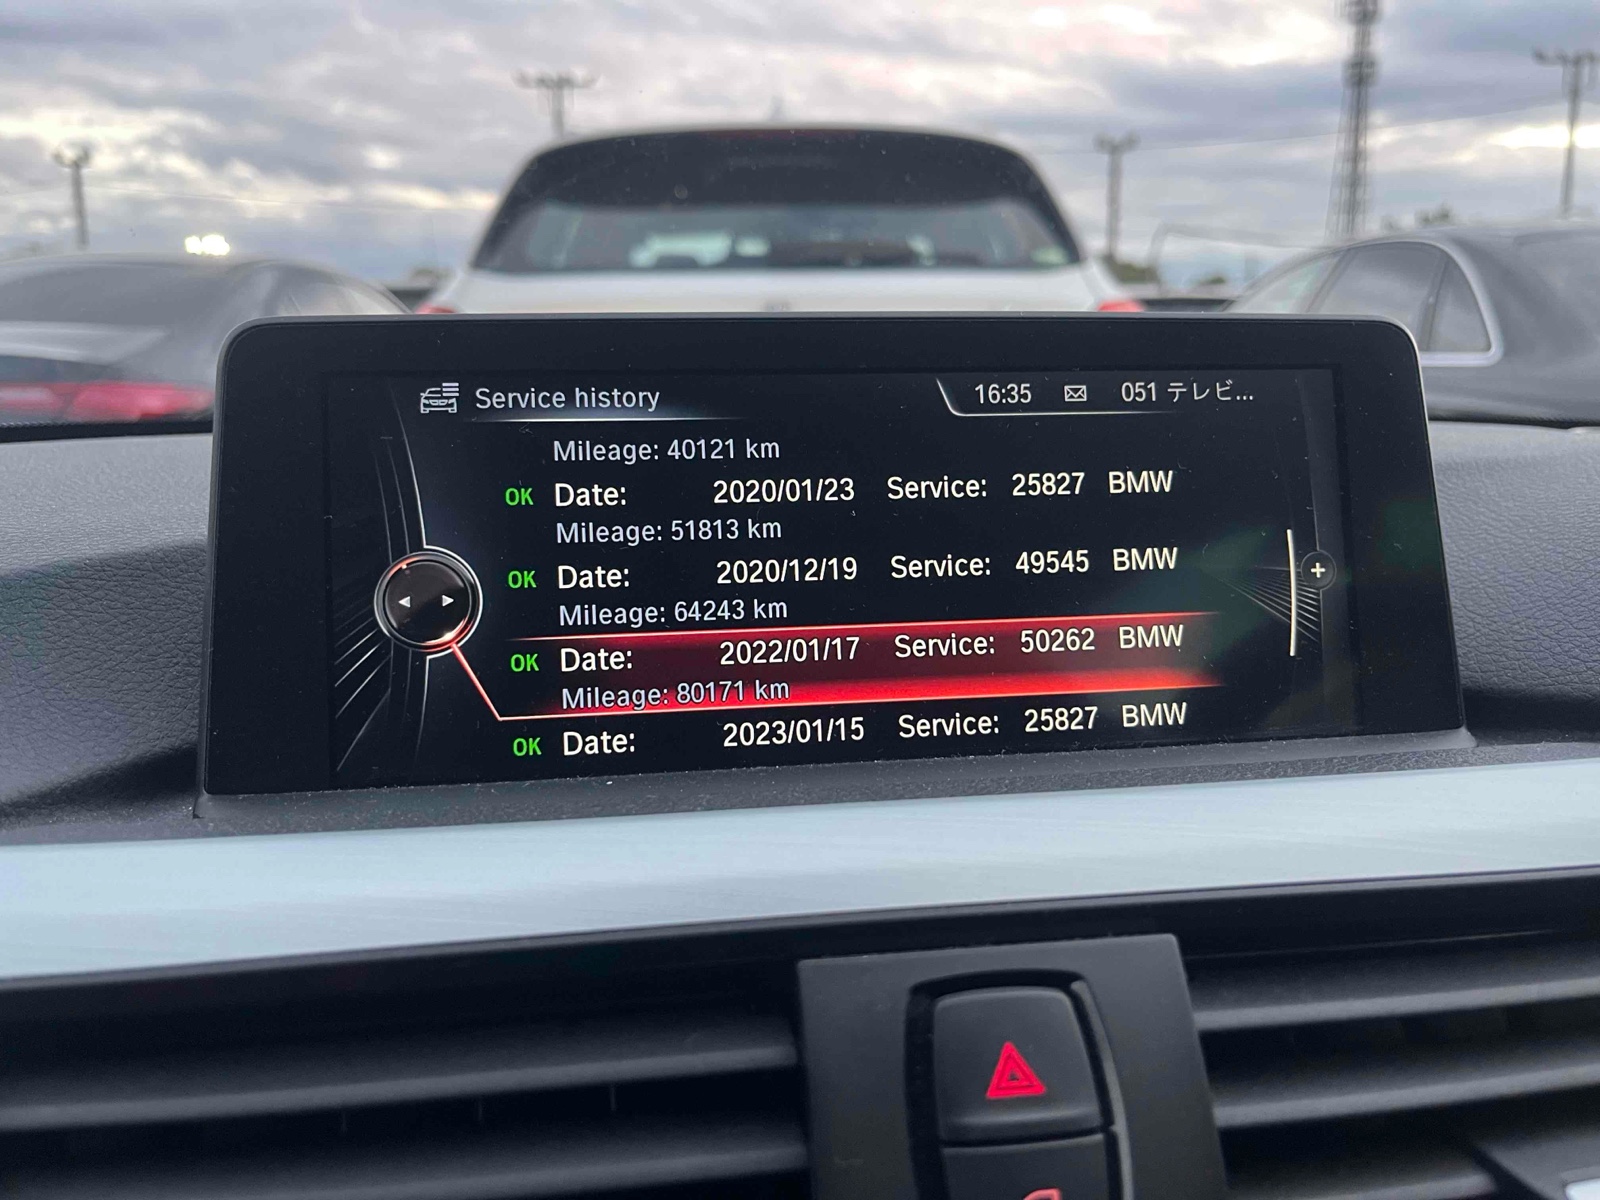 Service history 16:35 051 テレビ...
Mileage: 40121 km
OK Date: 2020/01/23 Service: 25827 BMW
Mileage: 51813 km
OK Date: 2020/12/19 Service: 49545 BMW
Mileage: 64243 km
OK Date: 2022/01/17 Service: 50262 BMW
Mileage: 80171 km
OK Date: 2023/01/15 Service: 25827 BMW